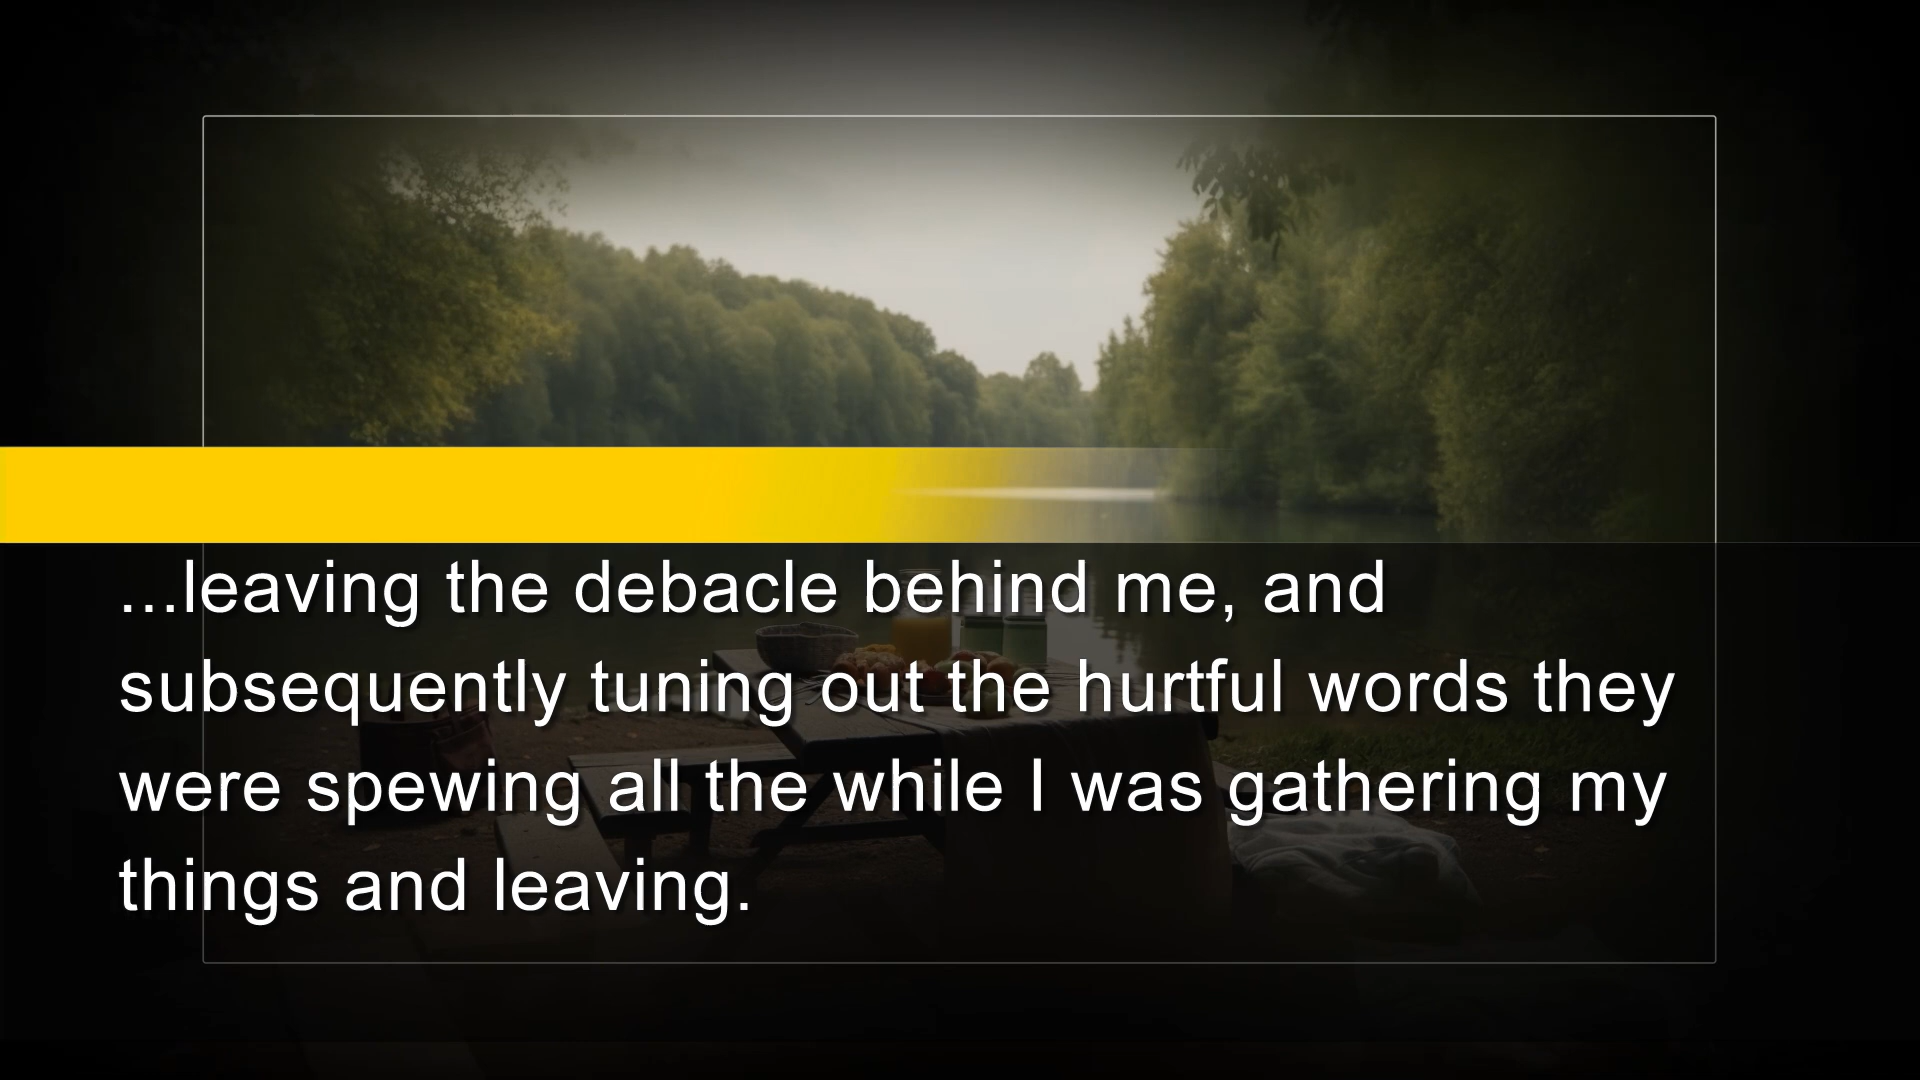 ...leaving the debacle behind me, and
subsequently tuning out the hurtful words they
were spewing all the while I was gathering my
things and leaving.